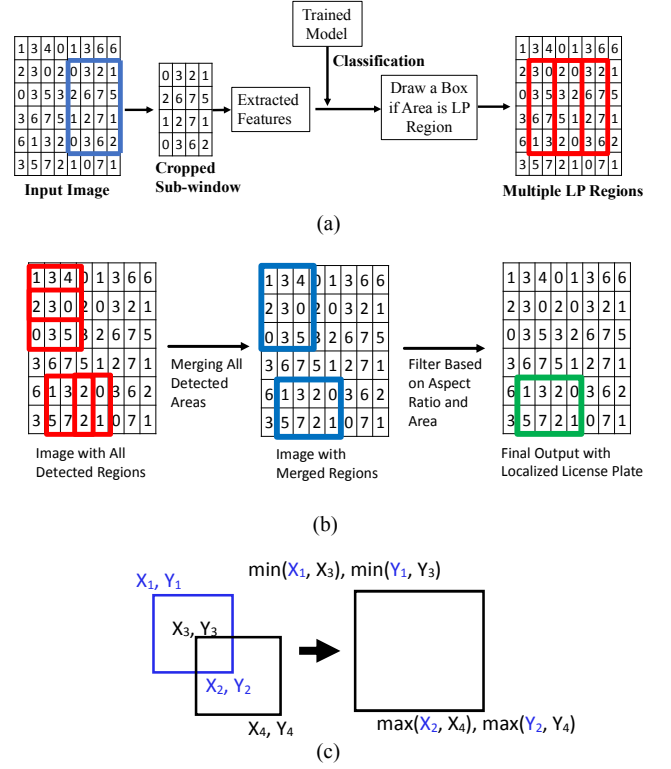 1 3 4 0 1 3 6 6
2 3 0 2 0 3 2 1
0 3 5 3 2 6 7 5
3 6 7 5 1 2 7 1
6 1 3 2 0 3 6 2
3 5 7 2 1 0 7 1
Input Image
0 3 2 1
2 6 7 5
1 2 7 1
0 3 6 2
Cropped
Sub-window
Extracted
Features
Trained
Model
Classification
Draw a Box
if Area is LP
Region
1 3 4 0 1 3 6 6
2 3 0 2 0 3 2 1
0 3 5 3 2 6 7 5
3 6 7 5 1 2 7 1
6 1 3 2 0 3 6 2
3 5 7 2 1 0 7 1
Multiple LP Regions
(a)
1 3 4 0 1 3 6 6
2 3 0 2 0 3 2 1
0 3 5 3 2 6 7 5
3 6 7 5 1 2 7 1
6 1 3 2 0 3 6 2
3 5 7 2 1 0 7 1
Image with All
Detected Regions
Merging All
Detected
Areas
1 3 4 0 1 3 6 6
2 3 0 2 0 3 2 1
0 3 5 3 2 6 7 5
3 6 7 5 1 2 7 1
6 1 3 2 0 3 6 2
3 5 7 2 1 0 7 1
Image with
Merged Regions
Filter Based
on Aspect
Ratio and
Area
1 3 4 0 1 3 6 6
2 3 0 2 0 3 2 1
0 3 5 3 2 6 7 5
3 6 7 5 1 2 7 1
6 1 3 2 0 3 6 2
3 5 7 2 1 0 7 1
Final Output with
Localized License Plate
(b)
X₁, Y₁
X₃, Y₃
X₂, Y₂
X₄, Y₄
min(X₁, X₃), min(Y₁, Y₃)
max(X₂, X₄), max(Y₂, Y₄)
(c)